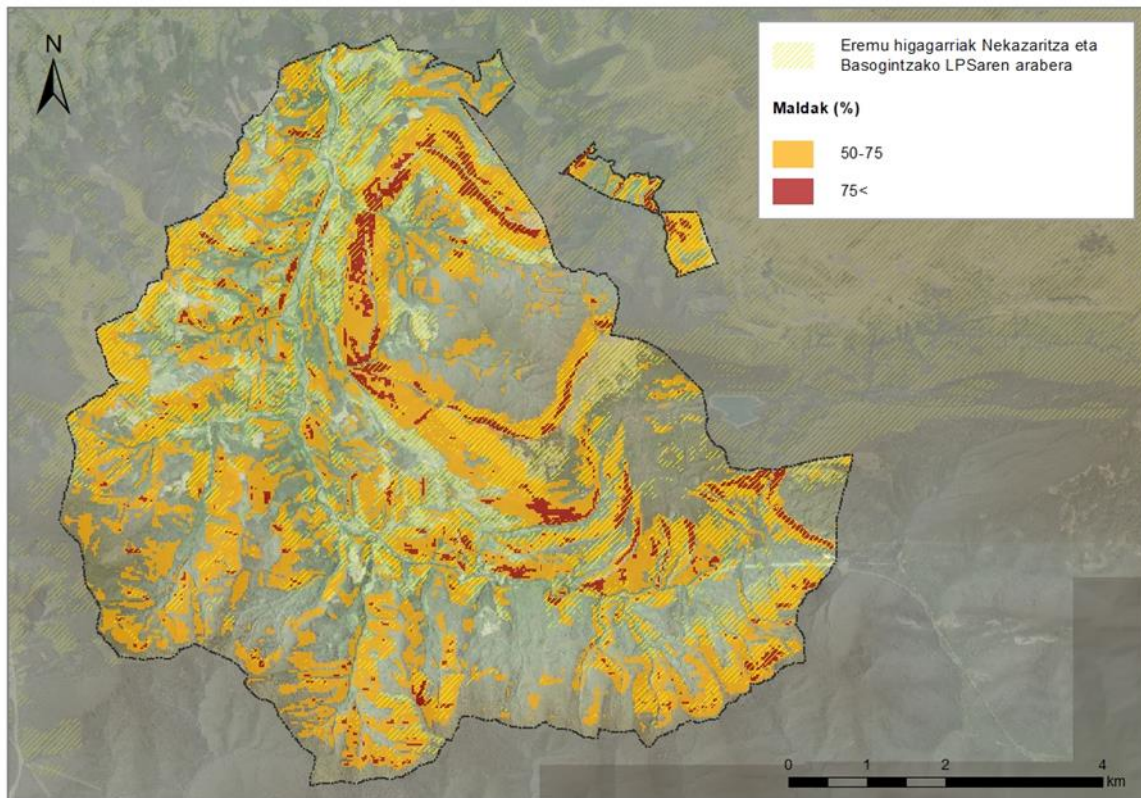 N
Eremu higagarriak Nekazaritza eta
Basogintzako LPSaren arabera
Maldak (%)
50-75
75<
0 1 2 4
km